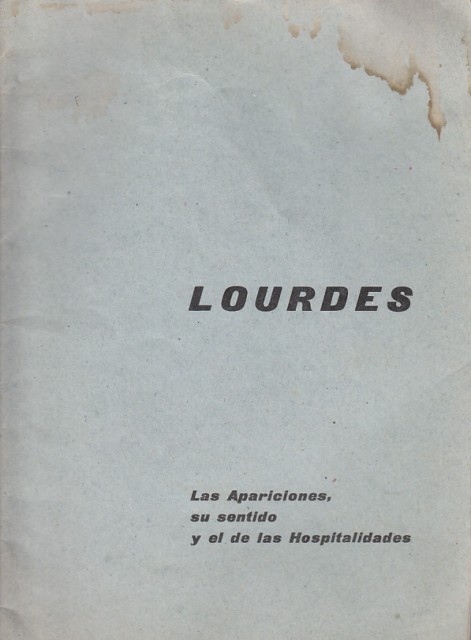 LOURDES
Las Apariciones,
su sentido
y el de las Hospitalidades